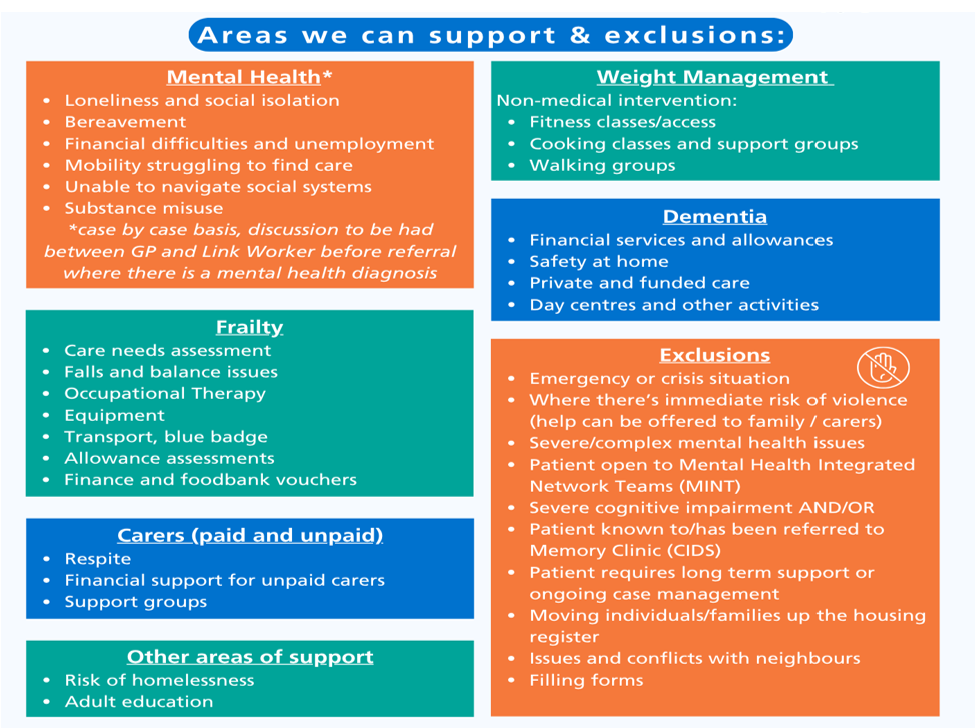 Areas we can support & exclusions:
Mental Health*
• Loneliness and social isolation
• Bereavement
• Financial difficulties and unemployment
• Mobility struggling to find care
• Unable to navigate social systems
• Substance misuse
*case by case basis, discussion to be had
between GP and Link Worker before referral
where there is a mental health diagnosis
Frailty
• Care needs assessment
• Falls and balance issues
• Occupational Therapy
• Equipment
• Transport, blue badge
• Allowance assessments
• Finance and foodbank vouchers
Carers (paid and unpaid)
• Respite
• Financial support for unpaid carers
• Support groups
Other areas of support
• Risk of homelessness
• Adult education
Weight Management
Non-medical intervention:
• Fitness classes/access
• Cooking classes and support groups
• Walking groups
Dementia
• Financial services and allowances
• Safety at home
• Private and funded care
• Day centres and other activities
Exclusions
• Emergency or crisis situation
• Where there's immediate risk of violence
(help can be offered to family / carers)
• Severe/complex mental health issues
• Patient open to Mental Health Integrated
Network Teams (MINT)
• Severe cognitive impairment AND/OR
• Patient known to/has been referred to
Memory Clinic (CIDS)
• Patient requires long term support or
ongoing case management
• Moving individuals/families up the housing
register
• Issues and conflicts with neighbours
• Filling forms